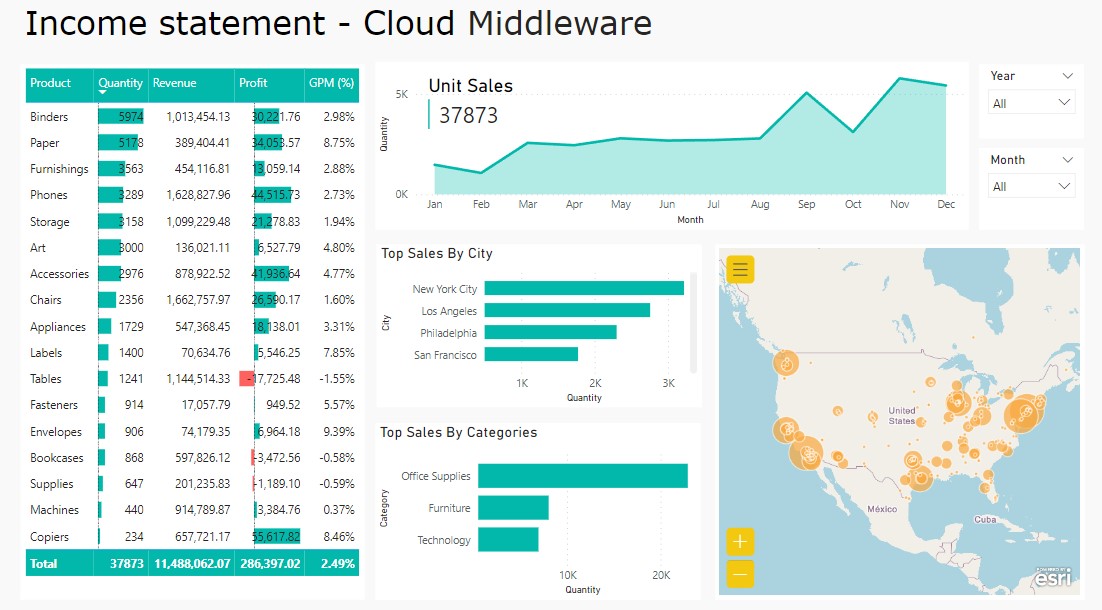 Income statement - Cloud Middleware
Product Quantity Revenue Profit GPM (%)
Binders 5974 1,013,454.13 30,221.76 2.98%
Paper 5178 389,404.41 34,053.57 8.75%
Furnishings 3563 454,116.81 13,059.14 2.88%
Phones 3289 1,628,827.96 44,515.73 2.73%
Storage 3158 1,099,229.48 21,278.83 1.94%
Art 3000 136,021.11 6,527.79 4.80%
Accessories 2976 878,922.52 41,936.64 4.77%
Chairs 2356 1,662,757.97 26,590.17 1.60%
Appliances 1729 547,368.45 18,138.01 3.31%
Labels 1400 70,634.76 5,546.25 7.85%
Tables 1241 1,144,514.33 -17,725.48 -1.55%
Fasteners 914 17,057.79 949.52 5.57%
Envelopes 906 74,179.35 6,964.18 9.39%
Bookcases 868 597,826.12 -3,472.56 -0.58%
Supplies 647 201,235.83 -1,189.10 -0.59%
Machines 440 914,789.87 3,384.76 0.37%
Copiers 234 657,721.17 55,617.82 8.46%
Total 37873 11,488,062.07 286,397.02 2.49%
Unit Sales
37873
Quantity
5K
0K
Jan Feb Mar Apr May Jun Jul Aug Sep Oct Nov Dec
Month
Year
All
Month
All
Top Sales By City
City
New York City
Los Angeles
Philadelphia
San Francisco
1K 2K 3K
Quantity
Top Sales By Categories
Category
Office Supplies
Furniture
Technology
10K 20K
Quantity
United
States
México
Cuba
POWERED BY
esri